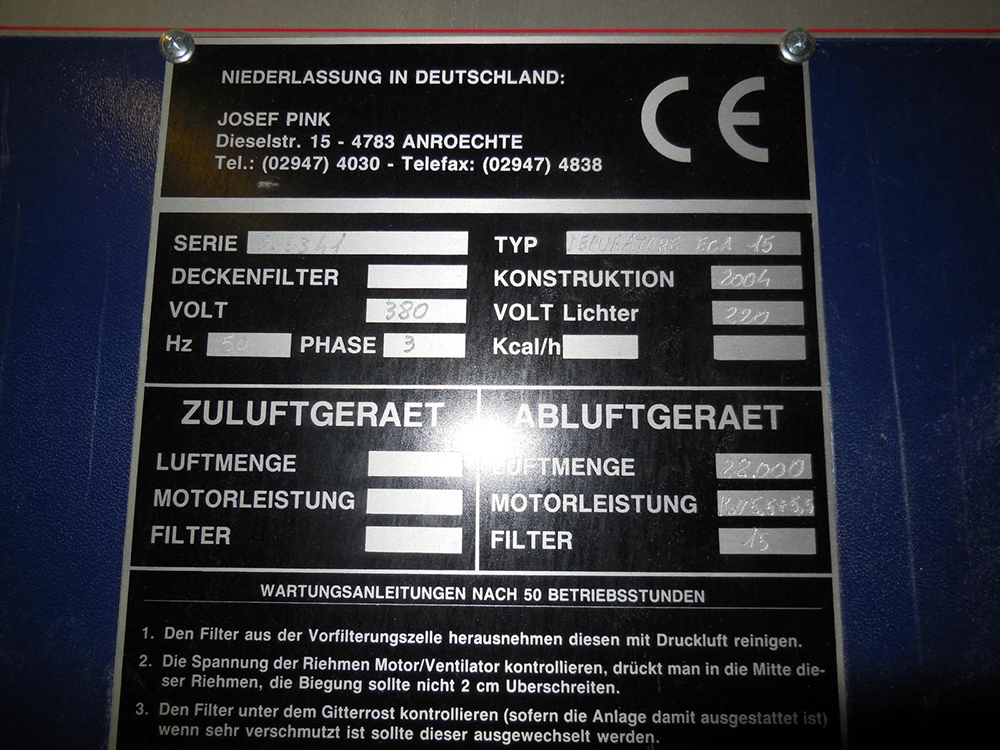 NIEDERLASSUNG IN DEUTSCHLAND:
JOSEF PINK
Dieselstr. 15 - 4783 ANROECHTE
Tel.: (02947) 4030 - Telefax: (02947) 4838
CE
SERIE 5341 TYP DEPURATORE ECA 15
DECKENFILTER KONSTRUKTION 2004
VOLT 380 VOLT Lichter 220
Hz 50 PHASE 3 Kcal/h
ZULUFTGERAET ABLUFTGERAET
LUFTMENGE LUFTMENGE 22.000
MOTORLEISTUNG MOTORLEISTUNG 5,5+5,5
FILTER FILTER 15
WARTUNGSANLEITUNGEN NACH 50 BETRIEBSSTUNDEN
1. Den Filter aus der Vorfilterungszelle herausnehmen diesen mit Druckluft reinigen.
2. Die Spannung der Riehmen Motor/Ventilator kontrollieren, drückt man in die Mitte die-
ser Riehmen, die Biegung sollte nicht 2 cm Uberschreiten.
3. Den Filter unter dem Gitterrost kontrollieren (sofern die Anlage damit ausgestattet ist)
wenn sehr verschmutzt ist sollte dieser ausgewechselt werden.